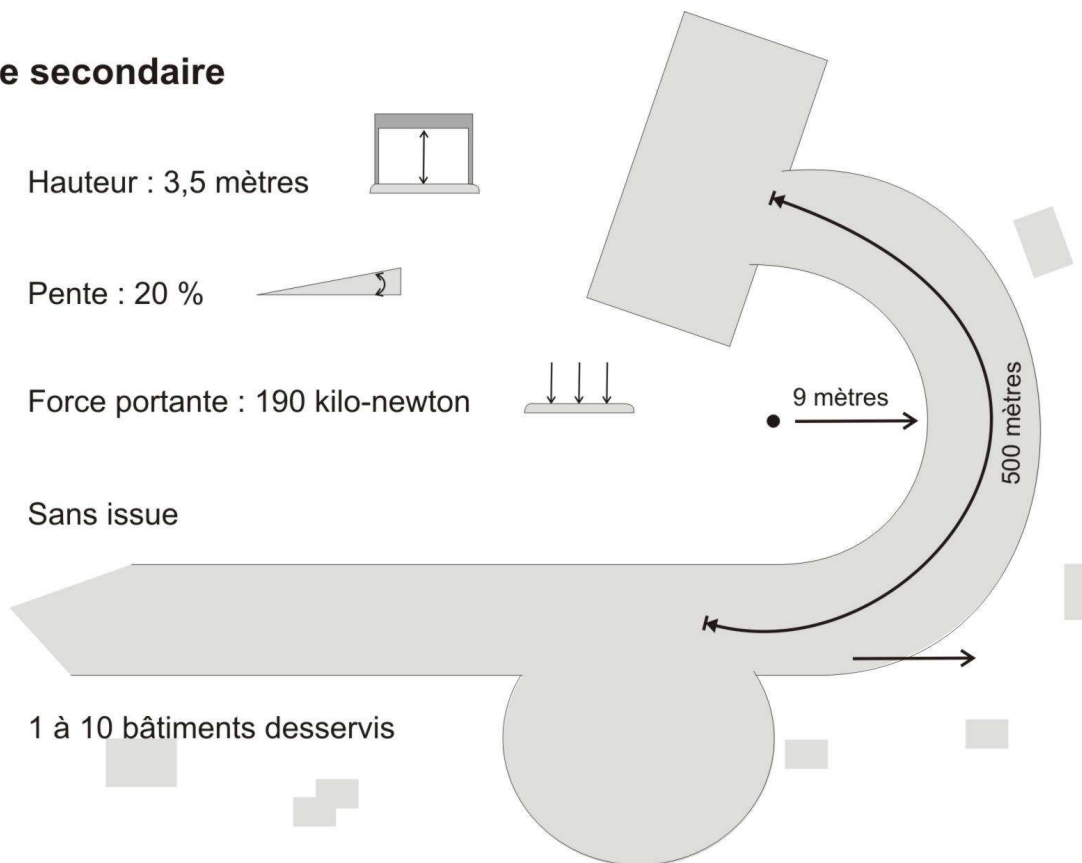 e secondaire
Hauteur : 3,5 mètres
Pente : 20 %
Force portante : 190 kilo-newton
9 mètres
500 mètres
Sans issue
1 à 10 bâtiments desservis